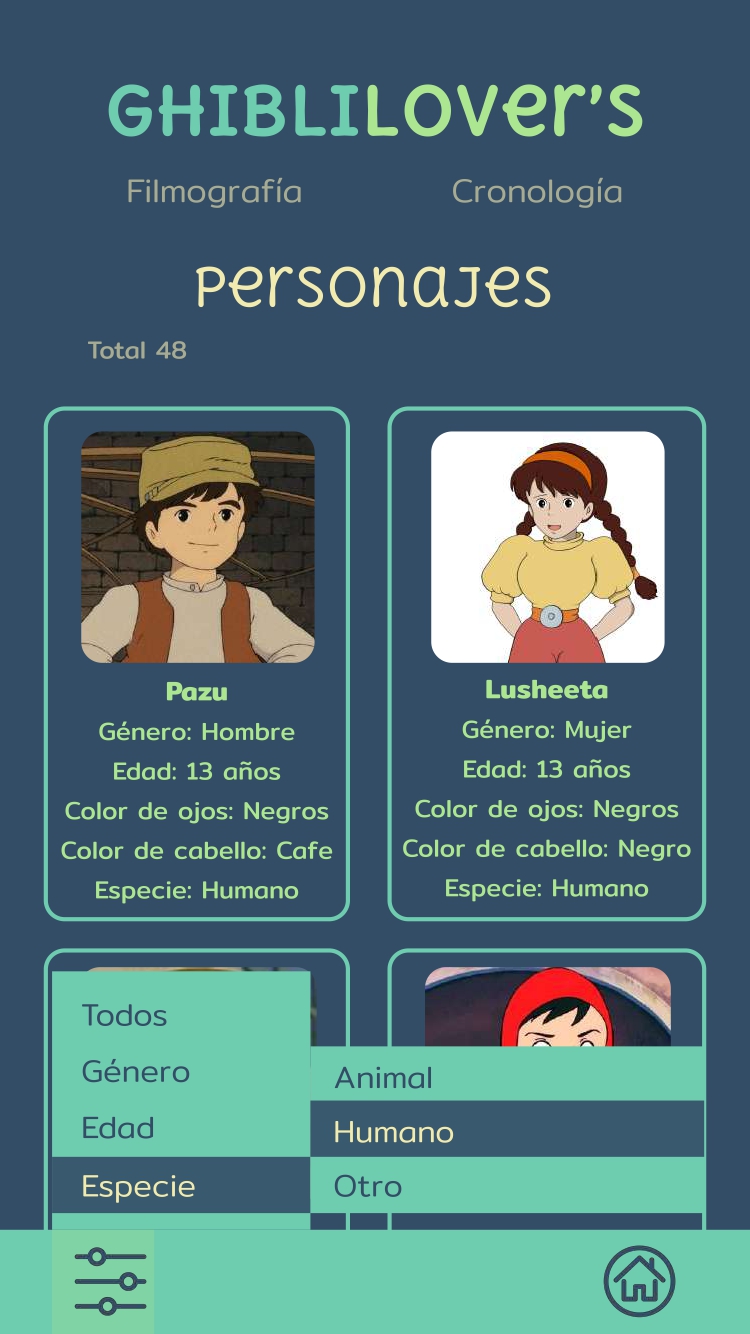 GHIBLILOVer's
Filmografía
Cronología
Personajes
Total 48
Pazu
Género: Hombre
Edad: 13 años
Color de ojos: Negros
Color de cabello: Cafe
Especie: Humano
Lusheeta
Género: Mujer
Edad: 13 años
Color de ojos: Negros
Color de cabello: Negro
Especie: Humano
Todos
Género
Edad
Especie
Animal
Humano
Otro